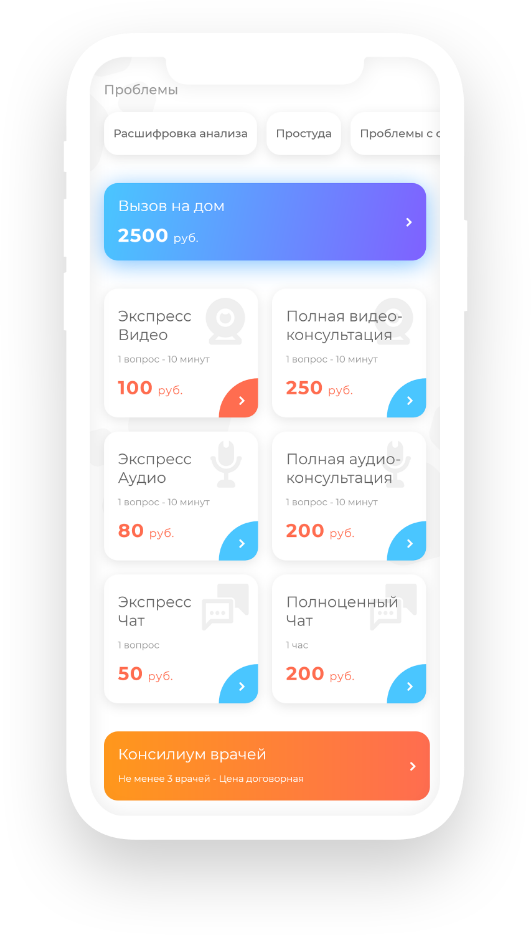 Проблемы
Расшифровка анализа
Простуда
Проблемы с
Вызов на дом
2500 руб.
Экспресс
Видео
1 вопрос - 10 минут
100 руб.
Полная видео-
консультация
1 вопрос - 10 минут
250 руб.
Экспресс
Аудио
1 вопрос - 10 минут
80 руб.
Полная аудио-
консультация
1 вопрос - 10 минут
200 руб.
Экспресс
Чат
1 вопрос
50 руб.
Полноценный
Чат
1 час
200 руб.
Консилиум врачей
Не менее 3 врачей - Цена договорная